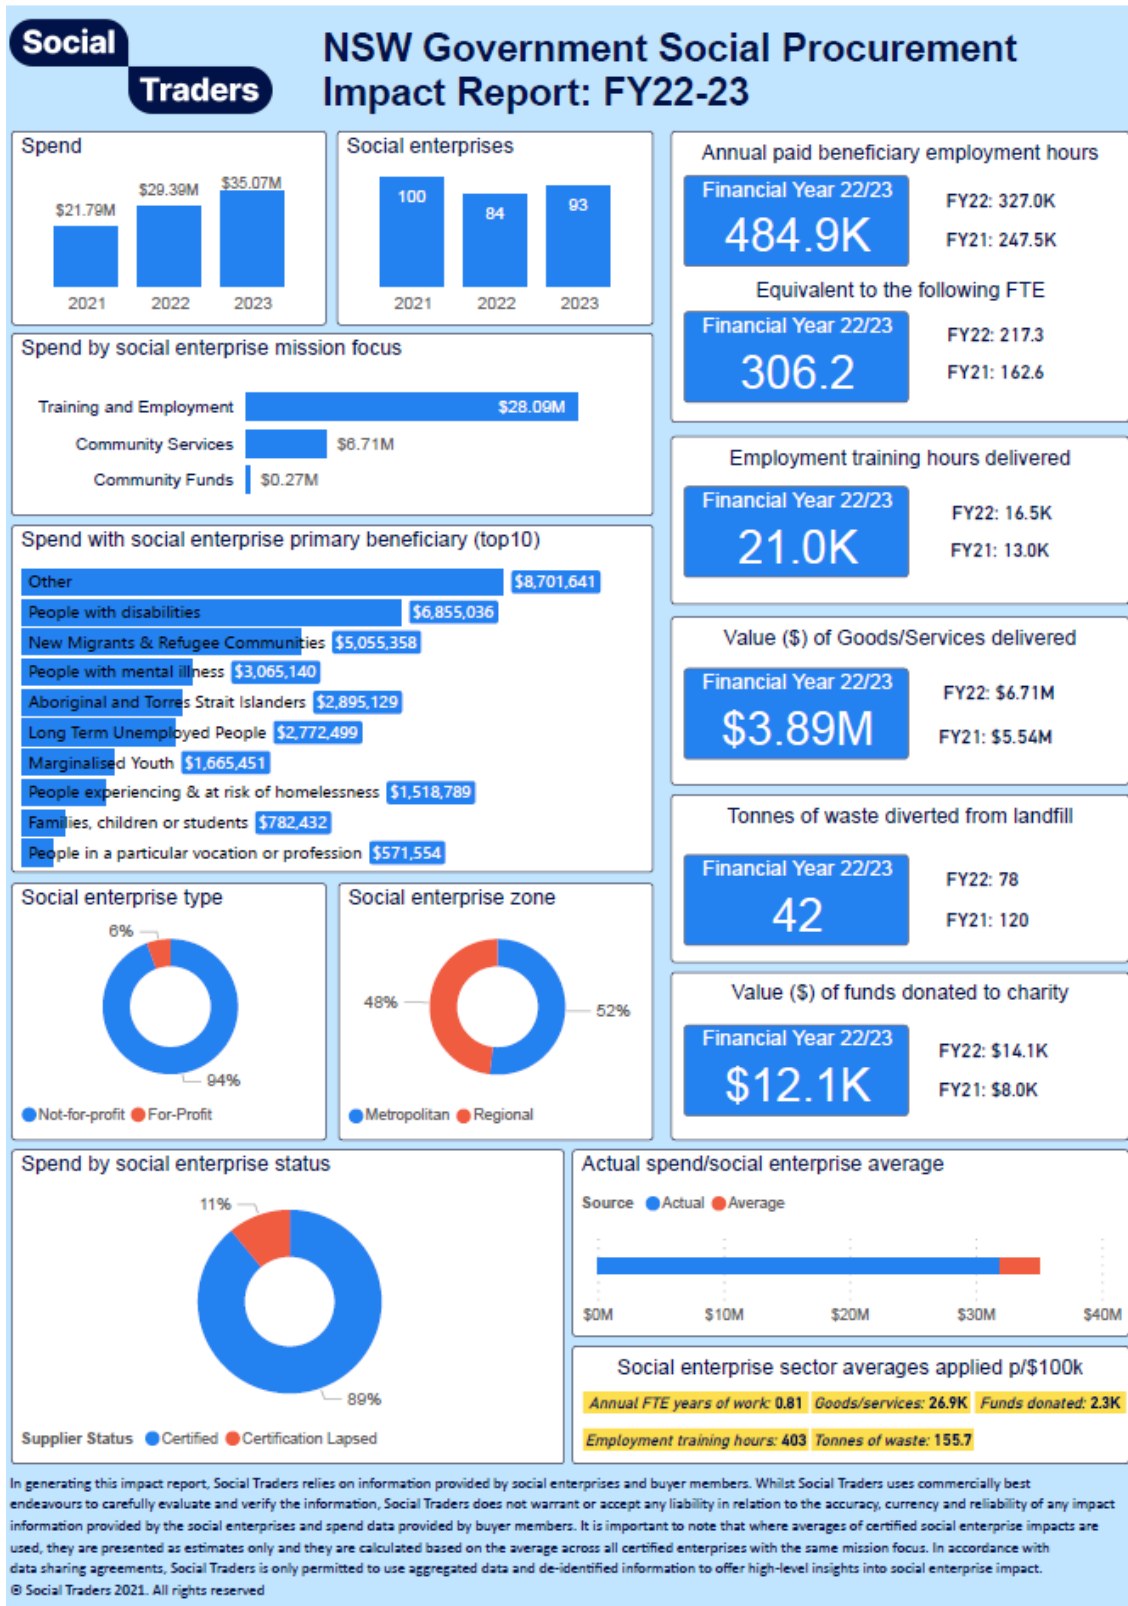 Social
Traders
NSW Government Social Procurement
Impact Report: FY22-23
Spend
$21.79M
$29.39M
$35.07M
2021
2022
2023
Social enterprises
100
84
93
2021
2022
2023
Annual paid beneficiary employment hours
Financial Year 22/23
484.9K
FY22: 327.0K
FY21: 247.5K
Equivalent to the following FTE
Financial Year 22/23
306.2
FY22: 217.3
FY21: 162.6
Spend by social enterprise mission focus
Training and Employment $28.09M
Community Services $6.71M
Community Funds $0.27M
Employment training hours delivered
Financial Year 22/23
21.0K
FY22: 16.5K
FY21: 13.0K
Spend with social enterprise primary beneficiary (top10)
Other $8,701,641
People with disabilities $6,855,036
New Migrants & Refugee Communities $5,055,358
People with mental illness $3,065,140
Aboriginal and Torres Strait Islanders $2,895,129
Long Term Unemployed People $2,772,499
Marginalised Youth $1,665,451
People experiencing & at risk of homelessness $1,518,789
Families, children or students $782,432
People in a particular vocation or profession $571,554
Value ($) of Goods/Services delivered
Financial Year 22/23
$3.89M
FY22: $6.71M
FY21: $5.54M
Tonnes of waste diverted from landfill
Financial Year 22/23
42
FY22: 78
FY21: 120
Social enterprise type
6%
94%
Not-for-profit For-Profit
Social enterprise zone
48%
52%
Metropolitan Regional
Value ($) of funds donated to charity
Financial Year 22/23
$12.1K
FY22: $14.1K
FY21: $8.0K
Spend by social enterprise status
11%
89%
Supplier Status Certified Certification Lapsed
Actual spend/social enterprise average
Source Actual Average
$0M $10M $20M $30M $40M
Social enterprise sector averages applied p/$100k
Annual FTE years of work: 0.81 Goods/services: 26.9K Funds donated: 2.3K
Employment training hours: 403 Tonnes of waste: 155.7
In generating this impact report, Social Traders relies on information provided by social enterprises and buyer members. Whilst Social Traders uses commercially best
endeavours to carefully evaluate and verify the information, Social Traders does not warrant or accept any liability in relation to the accuracy, currency and reliability of any impact
information provided by the social enterprises and spend data provided by buyer members. It is important to note that where averages of certified social enterprise impacts are
used, they are presented as estimates only and they are calculated based on the average across all certified enterprises with the same mission focus. In accordance with
data sharing agreements, Social Traders is only permitted to use aggregated data and de-identified information to offer high-level insights into social enterprise impact.
© Social Traders 2021. All rights reserved